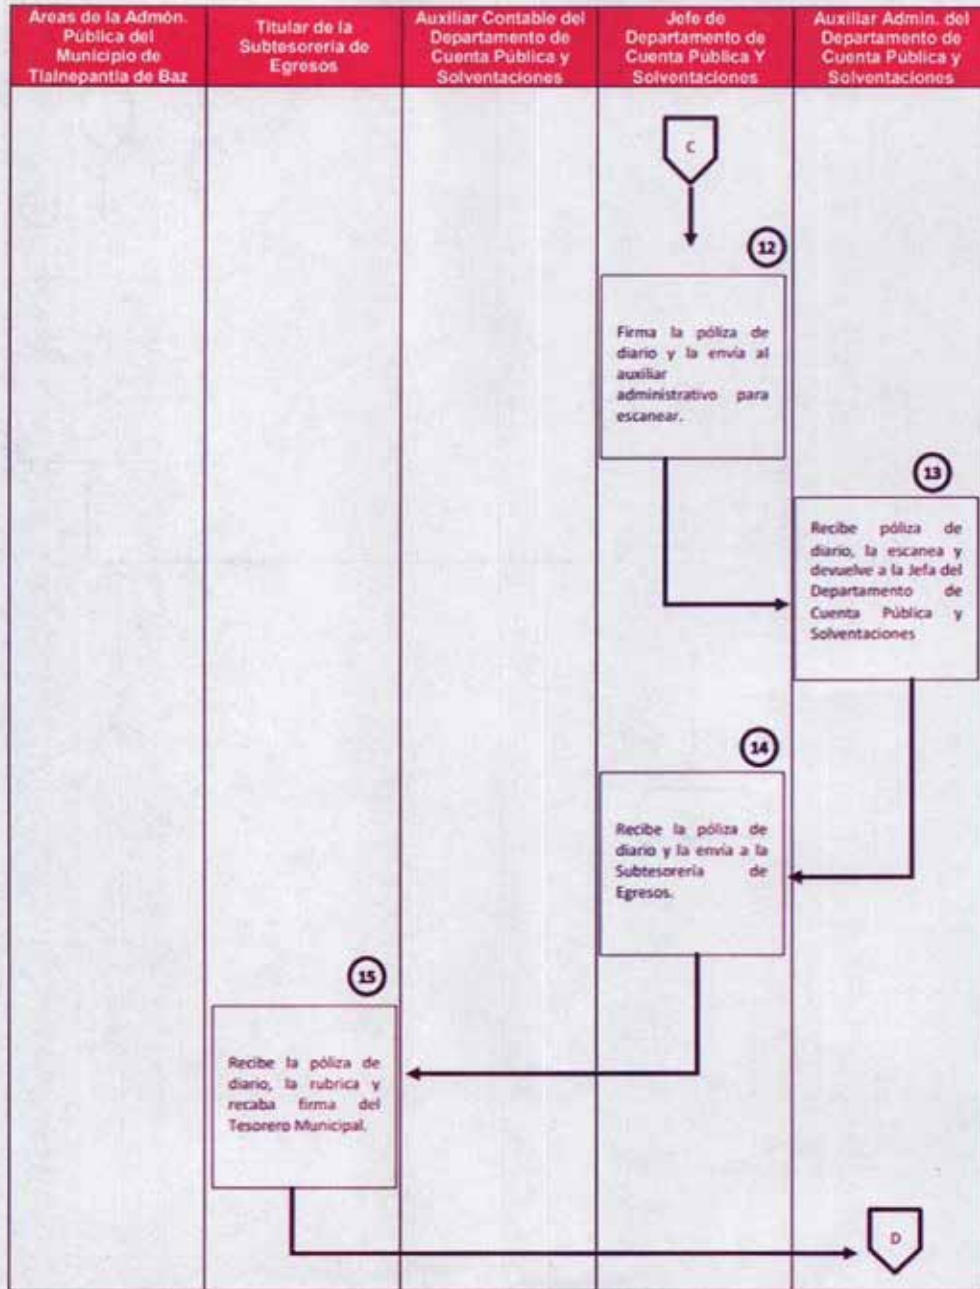 Áreas de la Admón.
Pública del
Municipio de
Tlalnepantla de Baz
Titular de la
Subtesorería de
Egresos
Auxiliar Contable del
Departamento de
Cuenta Pública y
Solventaciones
Jefe de
Departamento de
Cuenta Pública Y
Solventaciones
Auxiliar Admin. del
Departamento de
Cuenta Pública y
Solventaciones
C
12
Firma la póliza de
diario y la envía al
auxiliar
administrativo para
escanear.
13
Recibe póliza de
diario, la escanea y
devuelve a la Jefa del
Departamento de
Cuenta Pública y
Solventaciones
14
Recibe la póliza de
diario y la envía a la
Subtesorería de
Egresos.
15
Recibe la póliza de
diario, la rubrica y
recaba firma del
Tesorero Municipal.
D